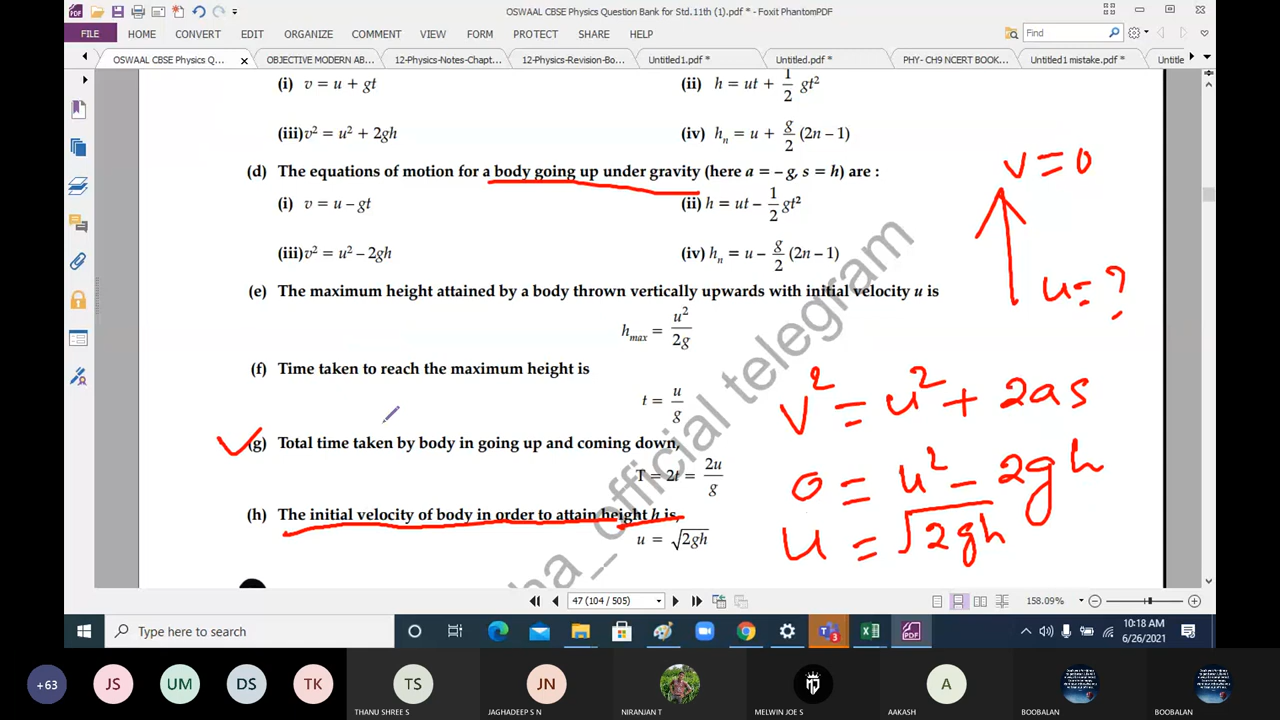 OSWAAL CBSE Physics Question Bank for Std.11th (1).pdf * - Foxit PhantomPDF
FILE HOME CONVERT EDIT ORGANIZE COMMENT VIEW FORM PROTECT SHARE HELP Find
OSWAAL CBSE Physics Q... OBJECTIVE MODERN AB... 12-Physics-Notes-Chapt... 12-Physics-Revision-Bo... Untitled1.pdf * Untitled.pdf * PHY- CH9 NCERT BOOK... Untitled1 mistake.pdf * Untitle
(i) v = u + gt (ii) h = ut + 1/2 gt²
(iii) v² = u² + 2gh (iv) hₙ = u + g/2 (2n – 1)
(d) The equations of motion for a body going up under gravity (here a = – g, s = h) are :
(i) v = u – gt (ii) h = ut – 1/2 gt²
(iii) v² = u² – 2gh (iv) hₙ = u – g/2 (2n – 1)
(e) The maximum height attained by a body thrown vertically upwards with initial velocity u is
h max = u²/2g
(f) Time taken to reach the maximum height is
t = u/g
(g) Total time taken by body in going up and coming down,
T = 2t = 2u/g
(h) The initial velocity of body in order to attain height h is,
u = √2gh
v = 0
u = ?
v² = u² + 2as
0 = u² – 2gh
u = √2gh
ha__official telegram
47 (104 / 505) 158.09%
Type here to search
3
10:18 AM
6/26/2021
+63 JS UM DS TK TS JN A
THANU SHREE S JAGHADEEP S N NIRANJAN T MELWIN JOE S AAKASH BOOBALAN BOOBALAN